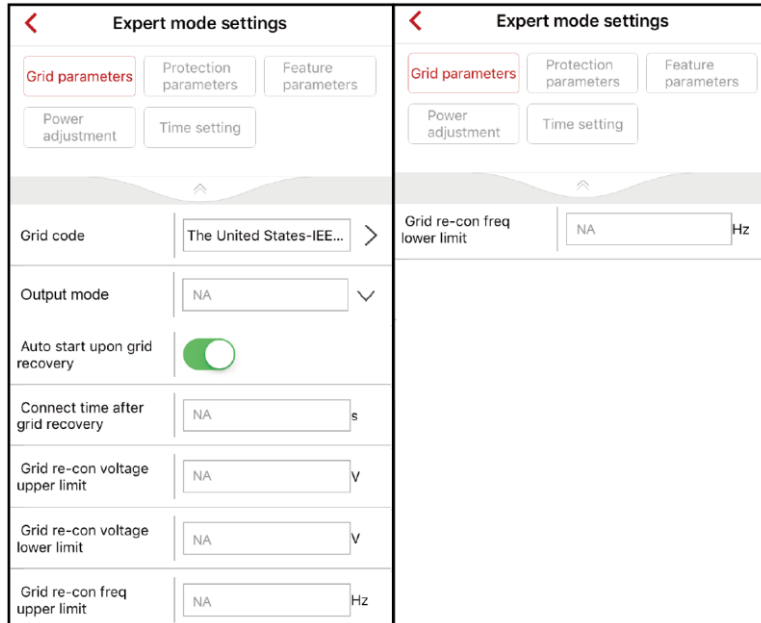 Expert mode settings
Grid parameters
Protection
parameters
Feature
parameters
Power
adjustment
Time setting
Grid code
The United States-IEE...
Output mode
NA
Auto start upon grid
recovery
Connect time after
grid recovery
NA
s
Grid re-con voltage
upper limit
NA
V
Grid re-con voltage
lower limit
NA
V
Grid re-con freq
upper limit
NA
Hz
Expert mode settings
Grid parameters
Protection
parameters
Feature
parameters
Power
adjustment
Time setting
Grid re-con freq
lower limit
NA
Hz